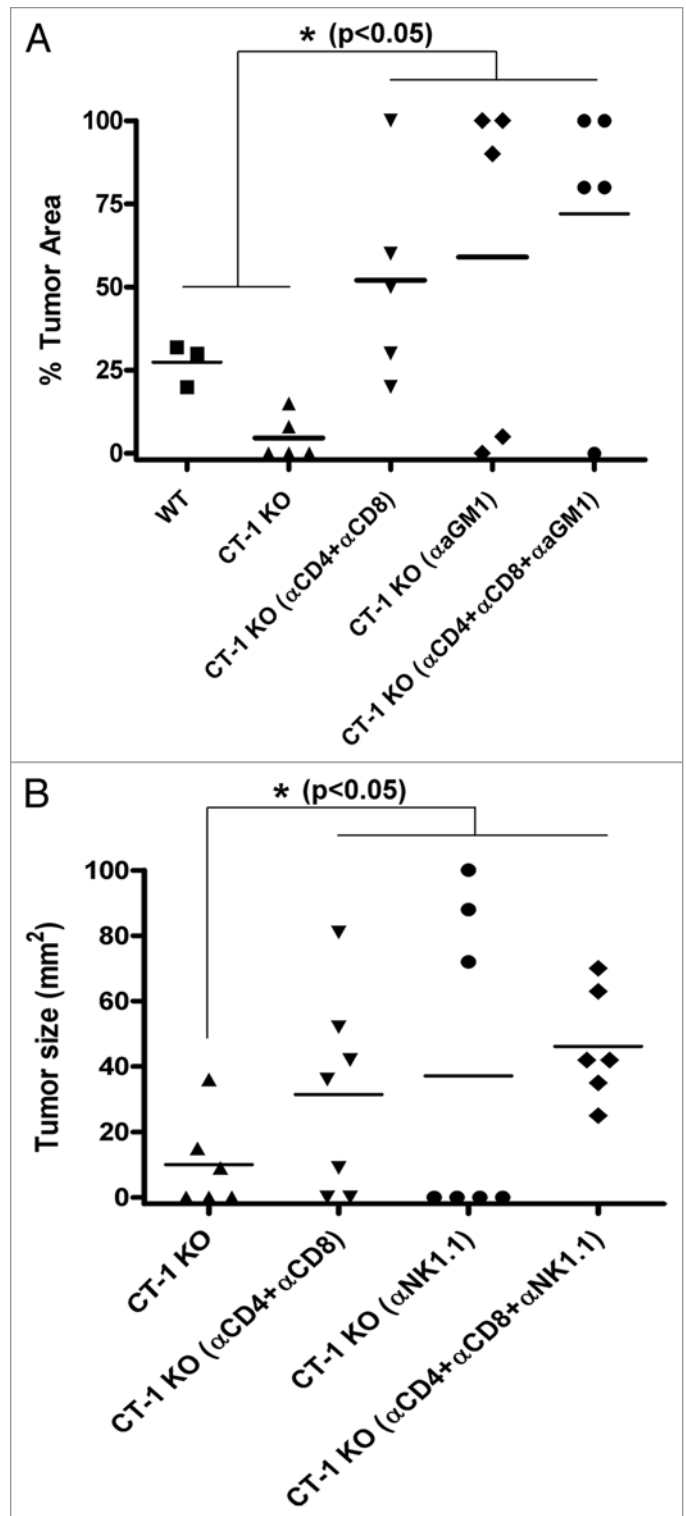 A
* (p<0.05)
% Tumor Area
100
75
50
25
0
WT
CT-1 KO
CT-1 KO (αCD4+αCD8)
CT-1 KO (αaGM1)
CT-1 KO (αCD4+αCD8+αaGM1)
B
* (p<0.05)
Tumor size (mm²)
100
80
60
40
20
0
CT-1 KO
CT-1 KO (αCD4+αCD8)
CT-1 KO (αNK1.1)
CT-1 KO (αCD4+αCD8+αNK1.1)